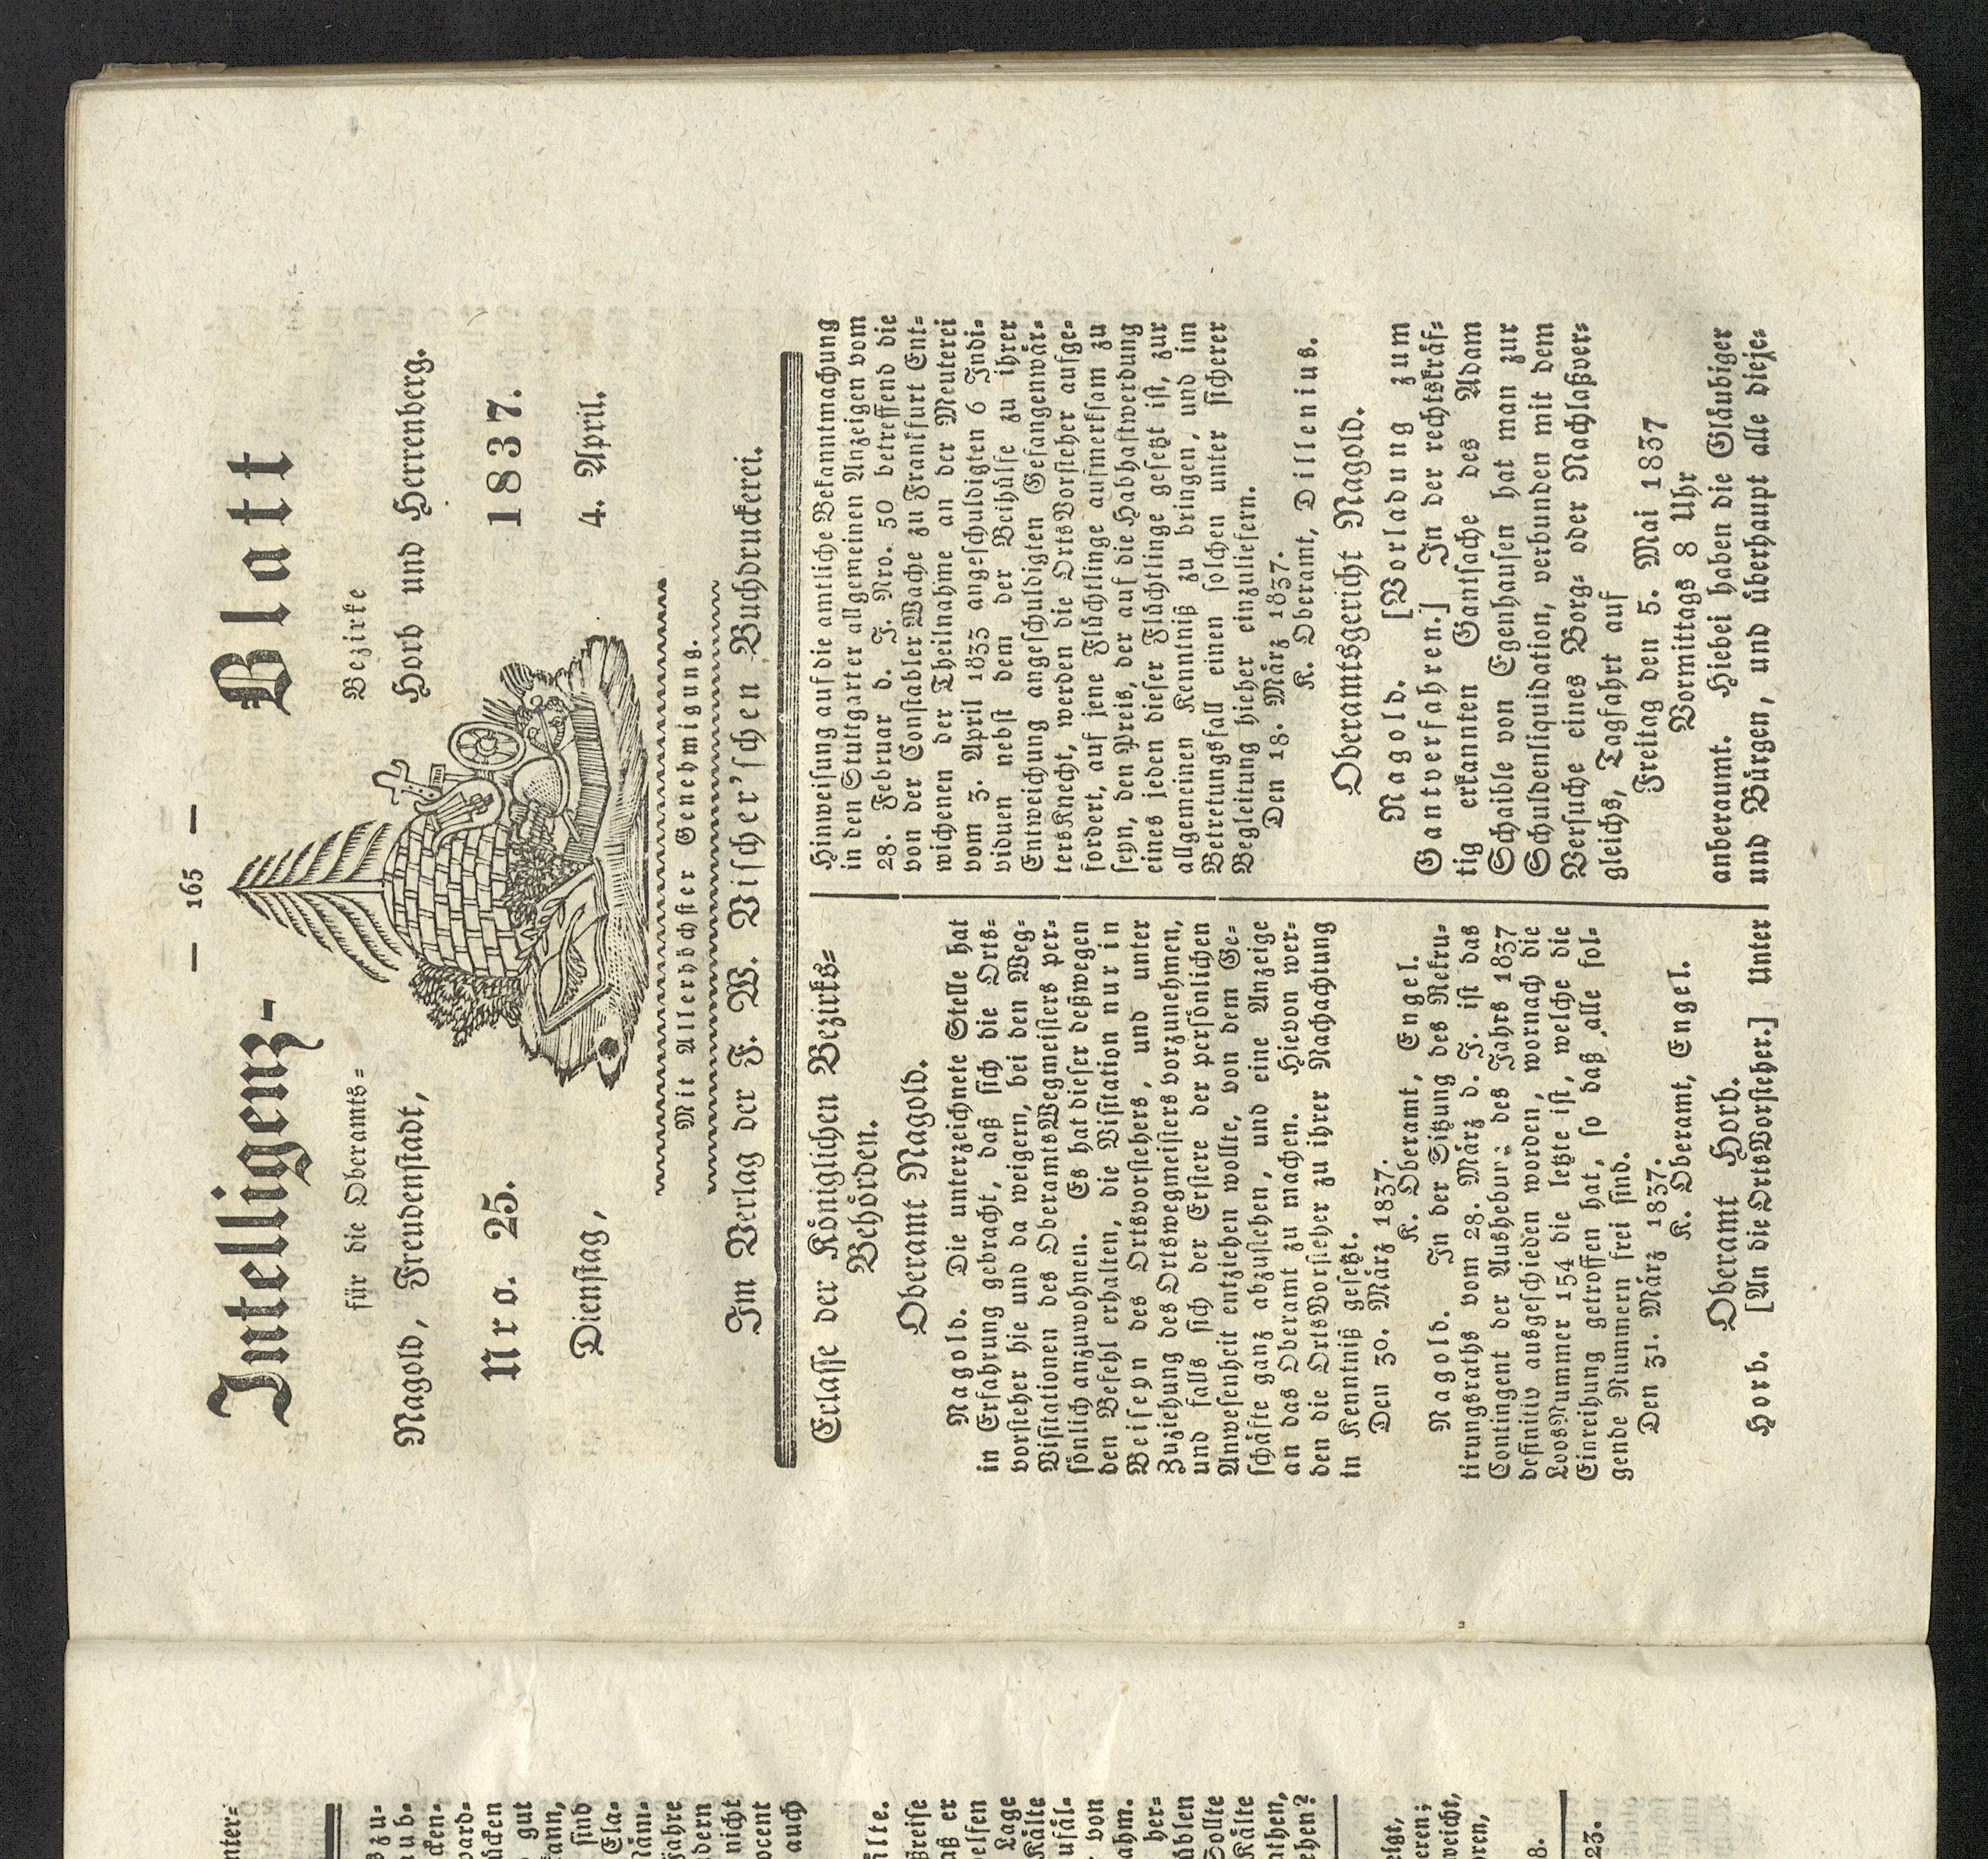 — 165 —
Intelligenz- Blatt
für die Oberamts- Bezirke
Nagold, Freudenstadt, Horb und Herrenberg.
Nro. 25. 1837.
Dienstag, 4. April.
Mit Allerhöchster Genehmigung.
Im Verlag der F. W. Vischer'schen Buchdruckerei.
Erlasse der Königlichen Bezirks-
Behörden.
Oberamt Nagold.
Nagold. Die unterzeichnete Stelle hat
in Erfahrung gebracht, daß sich die Orts-
vorsteher hie und da weigern, bei den Weg-
Visitationen des OberamtsWegmeisters per-
sönlich anzuwohnen. Es hat dieser deßwegen
den Befehl erhalten, die Visitation nur in
Beiseyn des Ortsvorstehers, und unter
Zuziehung des Ortswegmeisters vorzunehmen,
und falls sich der Erstere der persönlichen
Anwesenheit entziehen wollte, von dem Ge-
schäfte ganz abzustehen, und eine Anzeige
an das Oberamt zu machen. Hievon wer-
den die OrtsVorsteher zu ihrer Nachachtung
in Kenntniß gesetzt.
Den 30. März 1837.
K. Oberamt, Engel.
Nagold. In der Sitzung des Rekru-
tirungsraths vom 28. März d. J. ist das
Contingent der Aushebung des Jahrs 1837
definitiv ausgeschieden worden, wornach die
LoosNummer 154 die letzte ist, welche die
Einreihung getroffen hat, so daß alle fol-
gende Nummern frei sind.
Den 31. März 1837.
K. Oberamt, Engel.
Oberamt Horb.
Horb. [An die OrtsVorsteher.] Unter
Hinweisung auf die amtliche Bekanntmachung
in den Stuttgarter allgemeinen Anzeigen vom
28. Februar d. J. Nro. 50 betreffend die
von der Constabler Wache zu Frankfurt Ent-
wichenen der Theilnahme an der Meuterei
vom 3. April 1833 angeschuldigten 6 Indi-
viduen nebst dem der Beihülfe zu ihrer
Entweichung angeschuldigten Gefangenwär-
tersKnecht, werden die OrtsVorsteher aufge-
fordert, auf jene Flüchtlinge aufmerksam zu
seyn, den Preis, der auf die Habhaftwerdung
eines jeden dieser Flüchtlinge gesetzt ist, zur
allgemeinen Kenntniß zu bringen, und im
Betretungsfall einen solchen unter sicherer
Begleitung hieher einzuliefern.
Den 18. März 1837.
K. Oberamt, Dillenius.
Oberamtsgericht Nagold.
Nagold. [Vorladung zum
Gantverfahren.] In der rechtskräf-
tig erkannten Gantsache des Adam
Schaible von Egenhausen hat man zur
Schuldenliquidation, verbunden mit dem
Versuche eines Borg- oder Nachlaßver-
gleichs, Tagfahrt auf
Freitag den 5. Mai 1837
Vormittags 8 Uhr
anberaumt. Hiebei haben die Gläubiger
und Bürgen, und überhaupt alle dieje-